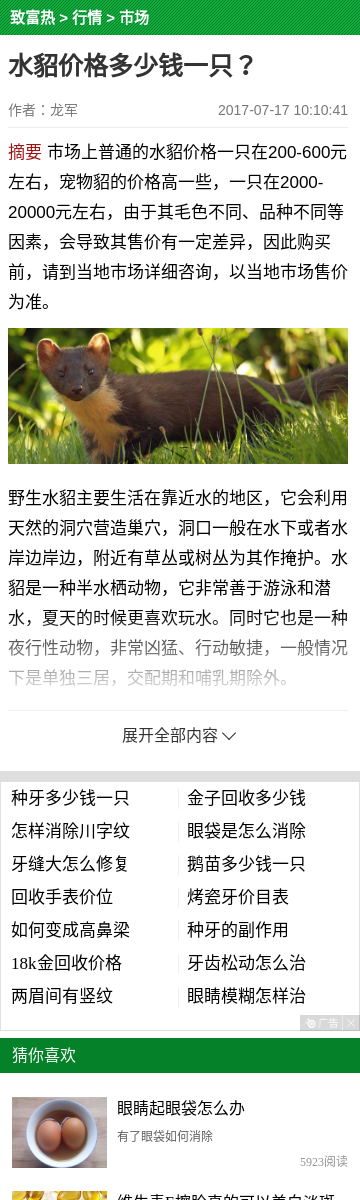 致富热 > 行情 > 市场
水貂价格多少钱一只？
作者：龙军 2017-07-17 10:10:41
摘要 市场上普通的水貂价格一只在200-600元
左右，宠物貂的价格高一些，一只在2000-
20000元左右，由于其毛色不同、品种不同等
因素，会导致其售价有一定差异，因此购买
前，请到当地市场详细咨询，以当地市场售价
为准。
野生水貂主要生活在靠近水的地区，它会利用
天然的洞穴营造巢穴，洞口一般在水下或者水
岸边岸边，附近有草丛或树丛为其作掩护。水
貂是一种半水栖动物，它非常善于游泳和潜
水，夏天的时候更喜欢玩水。同时它也是一种
夜行性动物，非常凶猛、行动敏捷，一般情况
下是单独三居，交配期和哺乳期除外。
展开全部内容
种牙多少钱一只 金子回收多少钱
怎样消除川字纹 眼袋是怎么消除
牙缝大怎么修复 鹅苗多少钱一只
回收手表价位 烤瓷牙价目表
如何变成高鼻梁 种牙的副作用
18k金回收价格 牙齿松动怎么治
两眉间有竖纹 眼睛模糊怎样治
广告
猜你喜欢
眼睛起眼袋怎么办
有了眼袋如何消除
5923阅读
维生素E擦脸真的可以美白淡斑